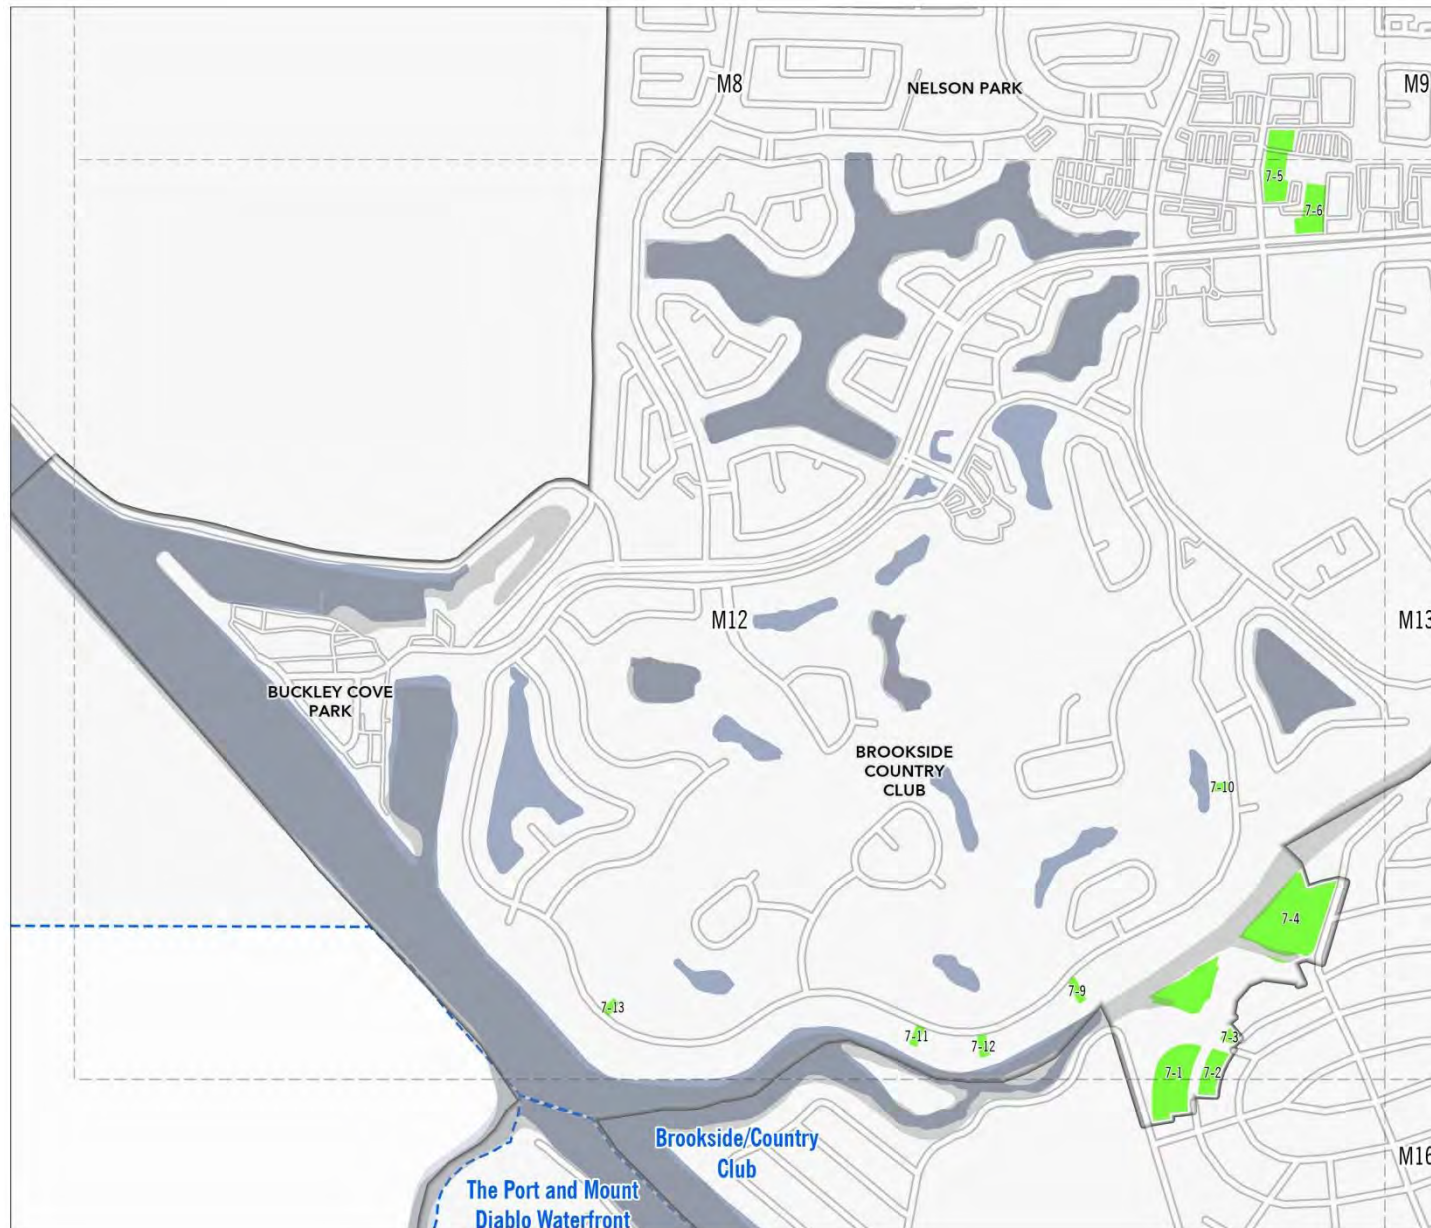 M8
NELSON PARK
M9
7-5
7-6
M12
M13
BUCKLEY COVE
PARK
BROOKSIDE
COUNTRY
CLUB
7-10
7-4
7-9
7-13
7-11
7-12
7-3
7-1
7-2
Brookside/Country
Club
M16
The Port and Mount
Diablo Waterfront